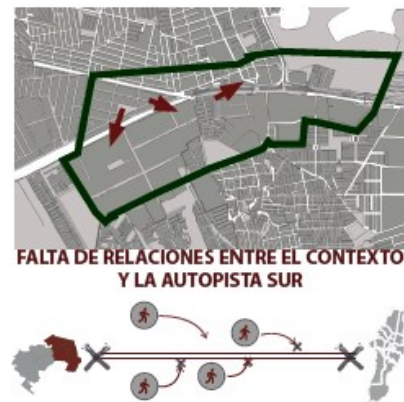 FALTA DE RELACIONES ENTRE EL CONTEXTO
Y LA AUTOPISTA SUR